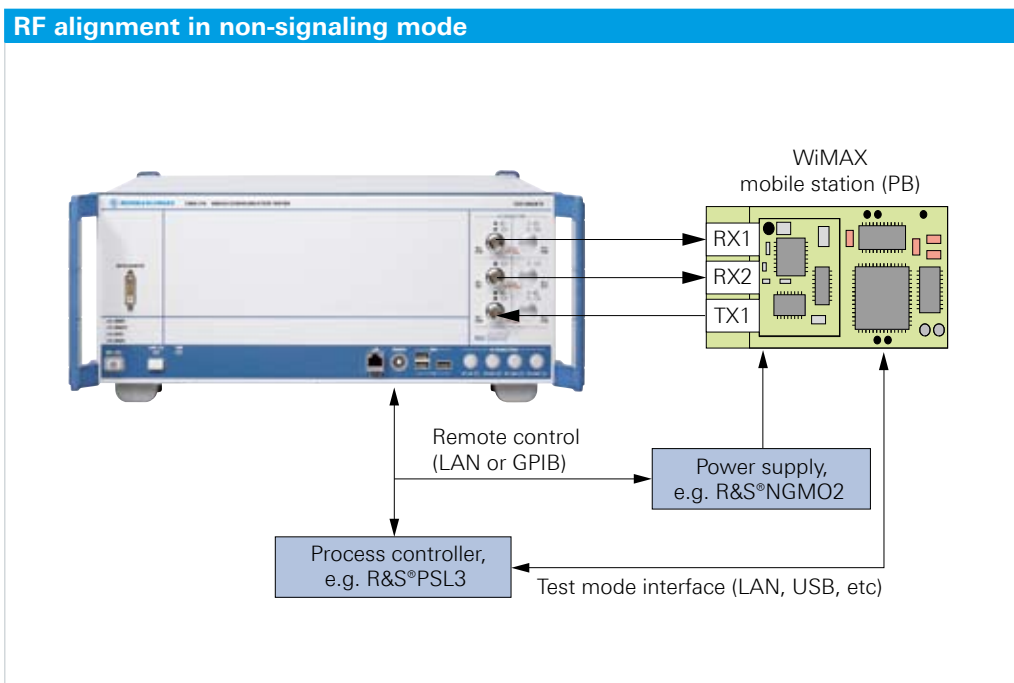 RF alignment in non-signaling mode
WiMAX
mobile station (PB)
RX1
RX2
TX1
Remote control
(LAN or GPIB)
Power supply,
e.g. R&S®NGMO2
Process controller,
e.g. R&S®PSL3
Test mode interface (LAN, USB, etc)